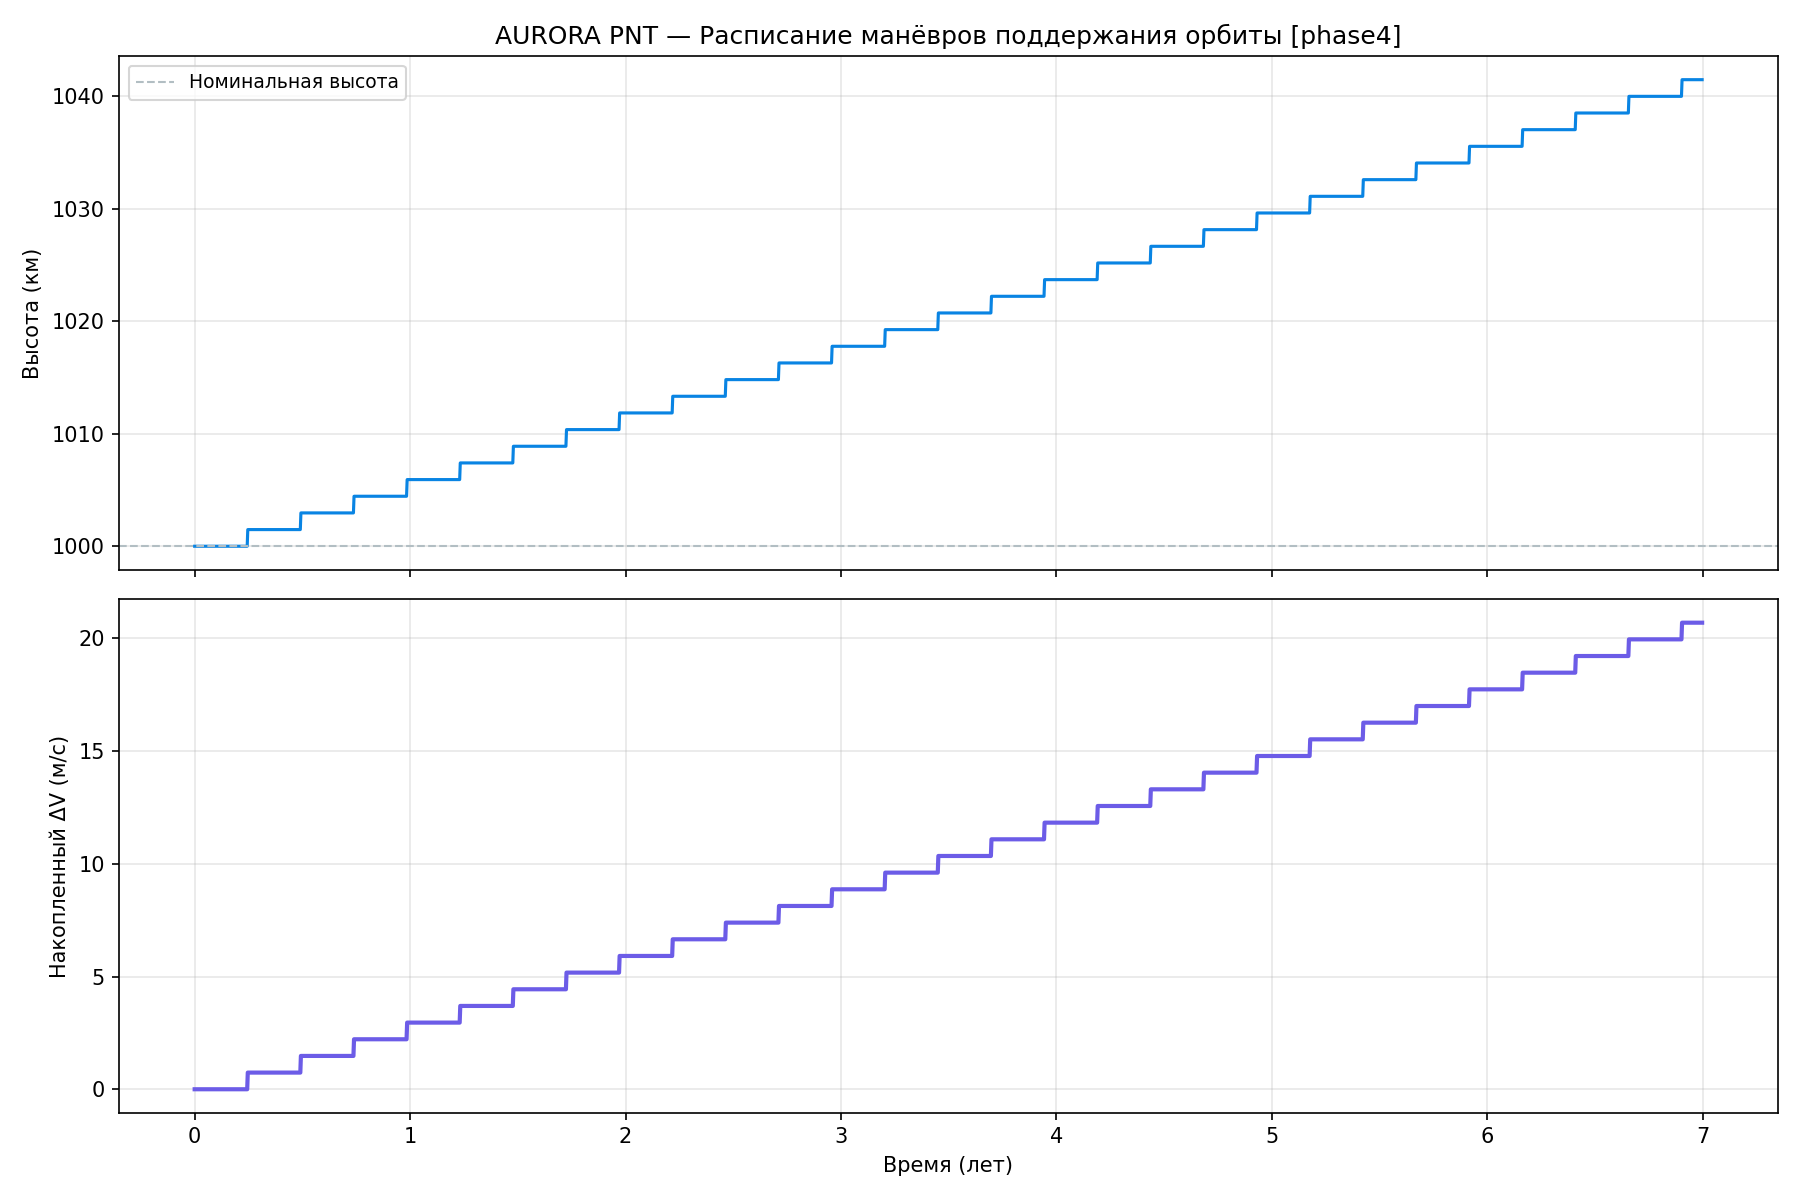 AURORA PNT — Расписание манёвров поддержания орбиты [phase4]
Номинальная высота
Высота (км)
1040
1030
1020
1010
1000
Накопленный ΔV (м/с)
20
15
10
5
0
0 1 2 3 4 5 6 7
Время (лет)